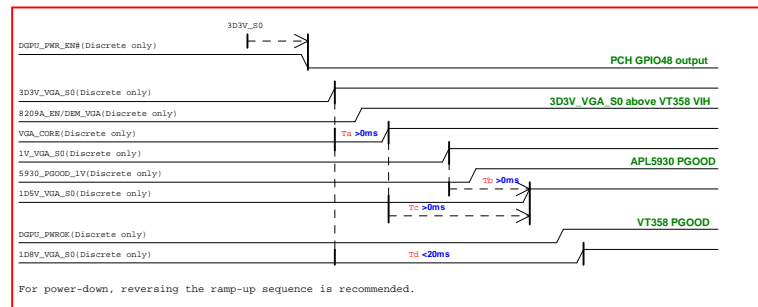 3D3V_S0
DGPU_PWR_EN#(Discrete only)
PCH GPIO48 output
3D3V_VGA_S0(Discrete only)
3D3V_VGA_S0 above VT358 VIH
8209A_EN/DEM_VGA(Discrete only)
VGA_CORE(Discrete only)
Ta >0ms
1V_VGA_S0(Discrete only)
APL5930 PGOOD
5930_PGOOD_1V(Discrete only)
Tb >0ms
1D5V_VGA_S0(Discrete only)
Tc >0ms
VT358 PGOOD
DGPU_PWROK(Discrete only)
1D8V_VGA_S0(Discrete only)
Td <20ms
For power-down, reversing the ramp-up sequence is recommended.